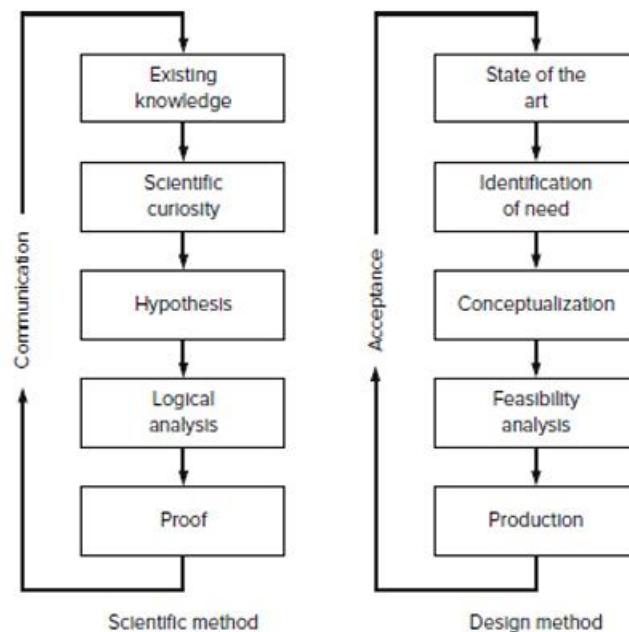 Existing
knowledge
Scientific
curiosity
Hypothesis
Logical
analysis
Proof
Communication
Scientific method
State of the
art
Identification
of need
Conceptualization
Feasibility
analysis
Production
Acceptance
Design method